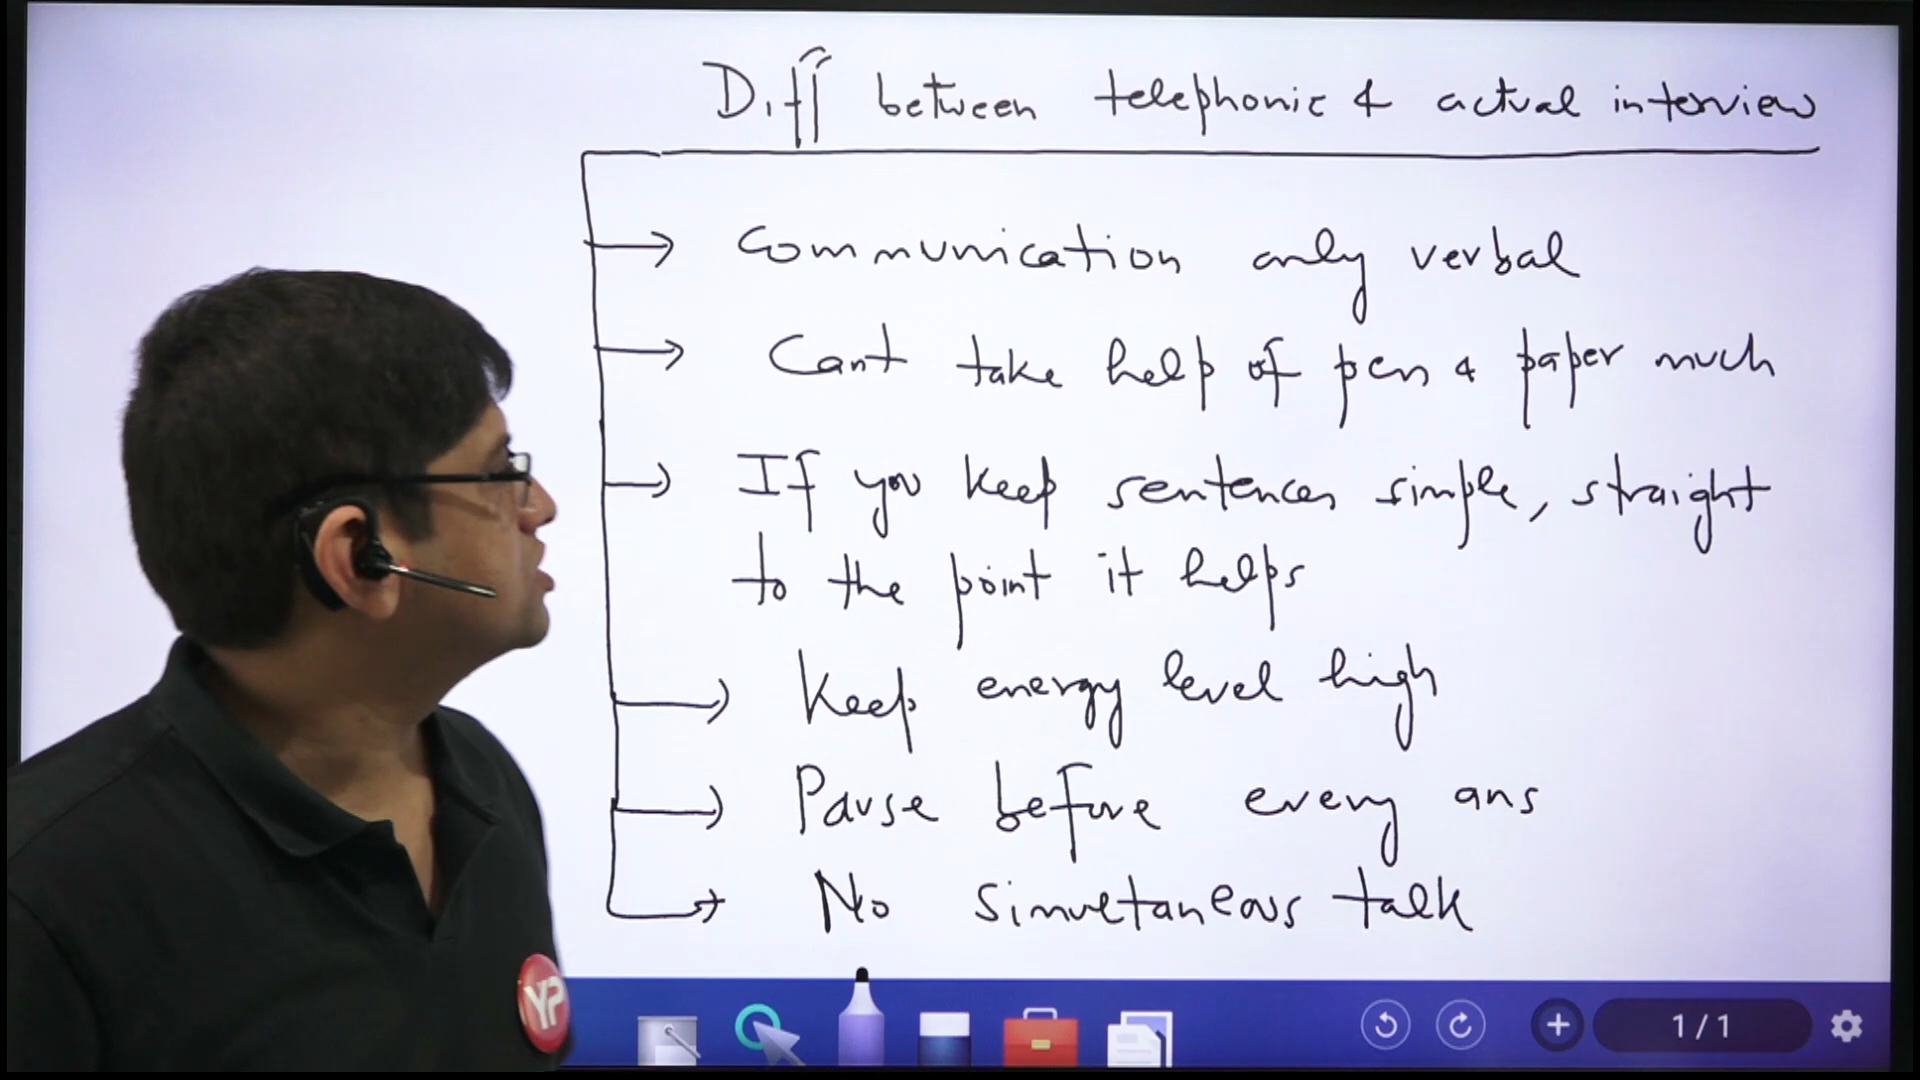 Diff between telephonic & actual interview
→ Communication only verbal
→ Cant take help of pen & paper much
→ If you keep sentences simple, straight
to the point it helps
→ Keep energy level high
→ Pause before every ans
→ No simultaneous talk
YP
1/1